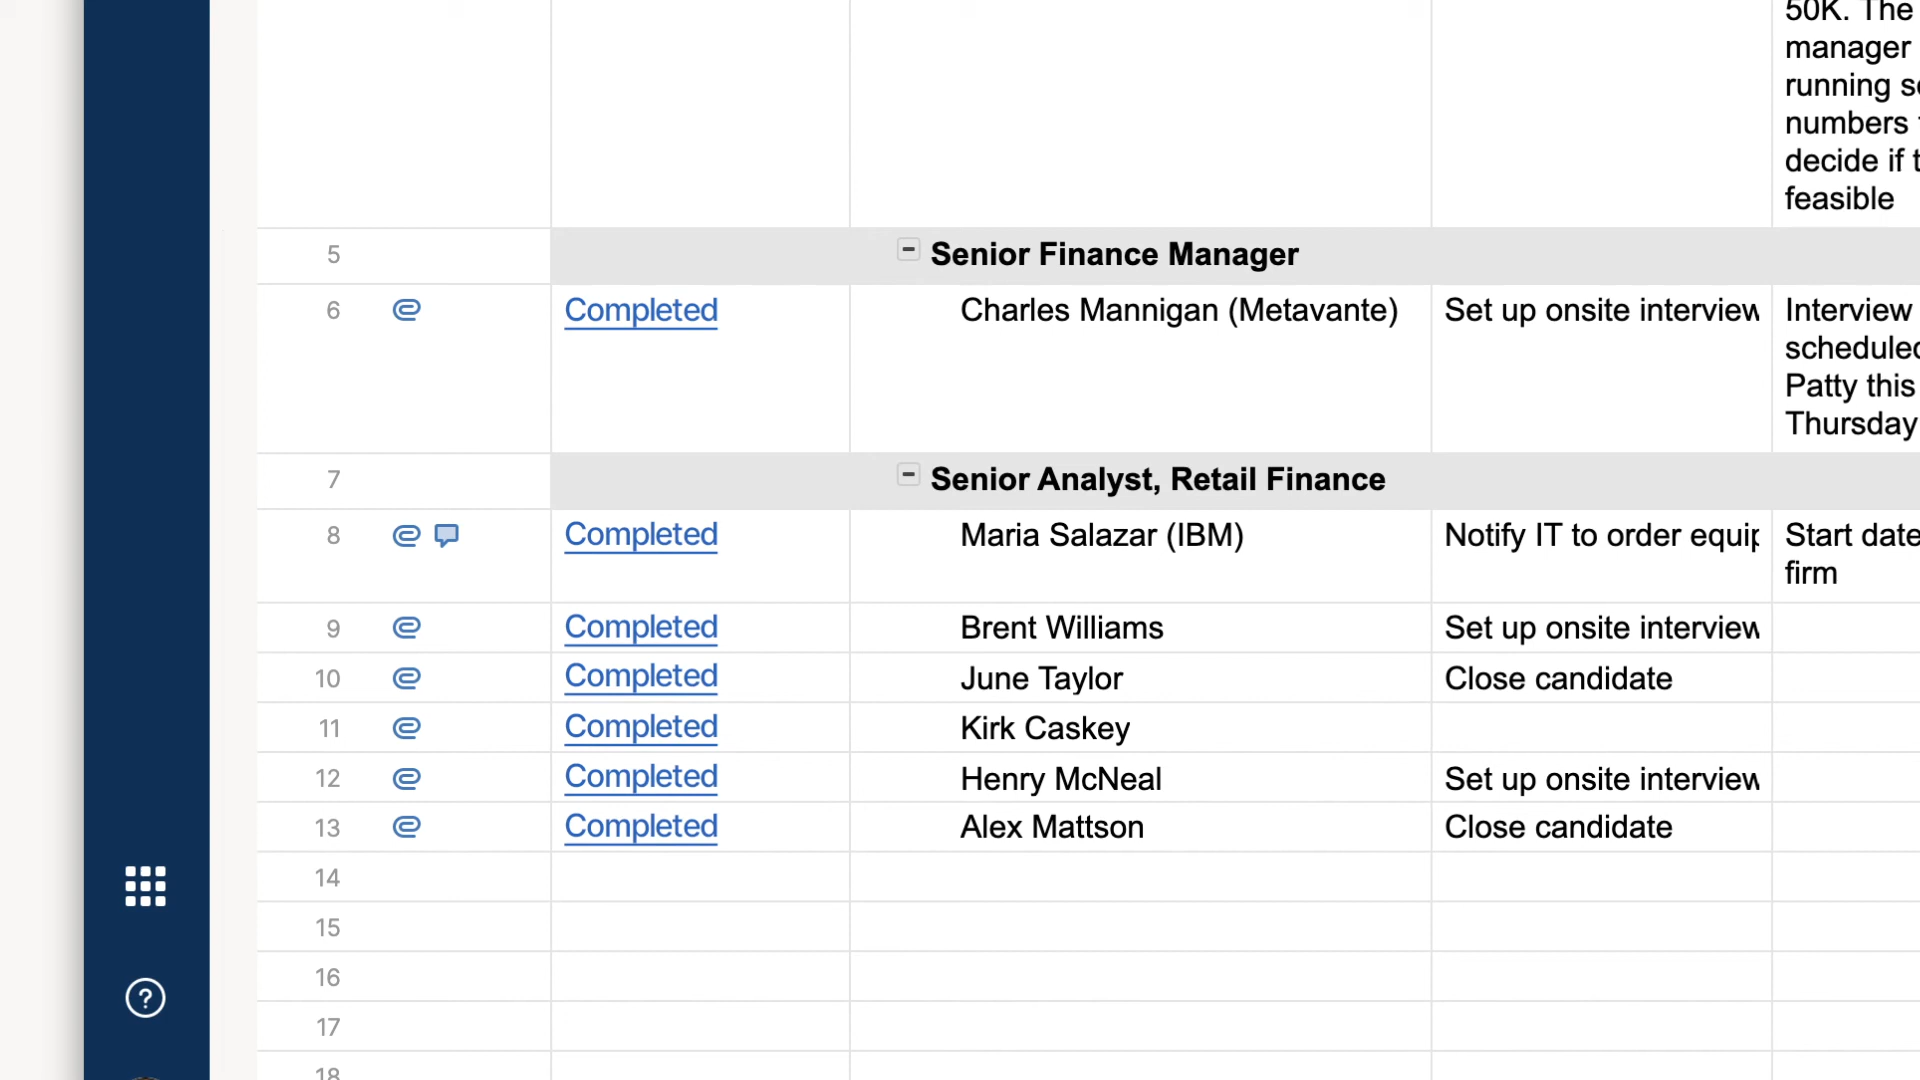 50K. The
manager
running
numbers
decide if
feasible
5 Senior Finance Manager
6 Completed Charles Mannigan (Metavante) Set up onsite interview Interview
scheduled
Patty this
Thursday
7 Senior Analyst, Retail Finance
8 Completed Maria Salazar (IBM) Notify IT to order Start date
firm
9 Completed Brent Williams Set up onsite interview
10 Completed June Taylor Close candidate
11 Completed Kirk Caskey
12 Completed Henry McNeal Set up onsite interview
13 Completed Alex Mattson Close candidate
14
15
16
17
18
?